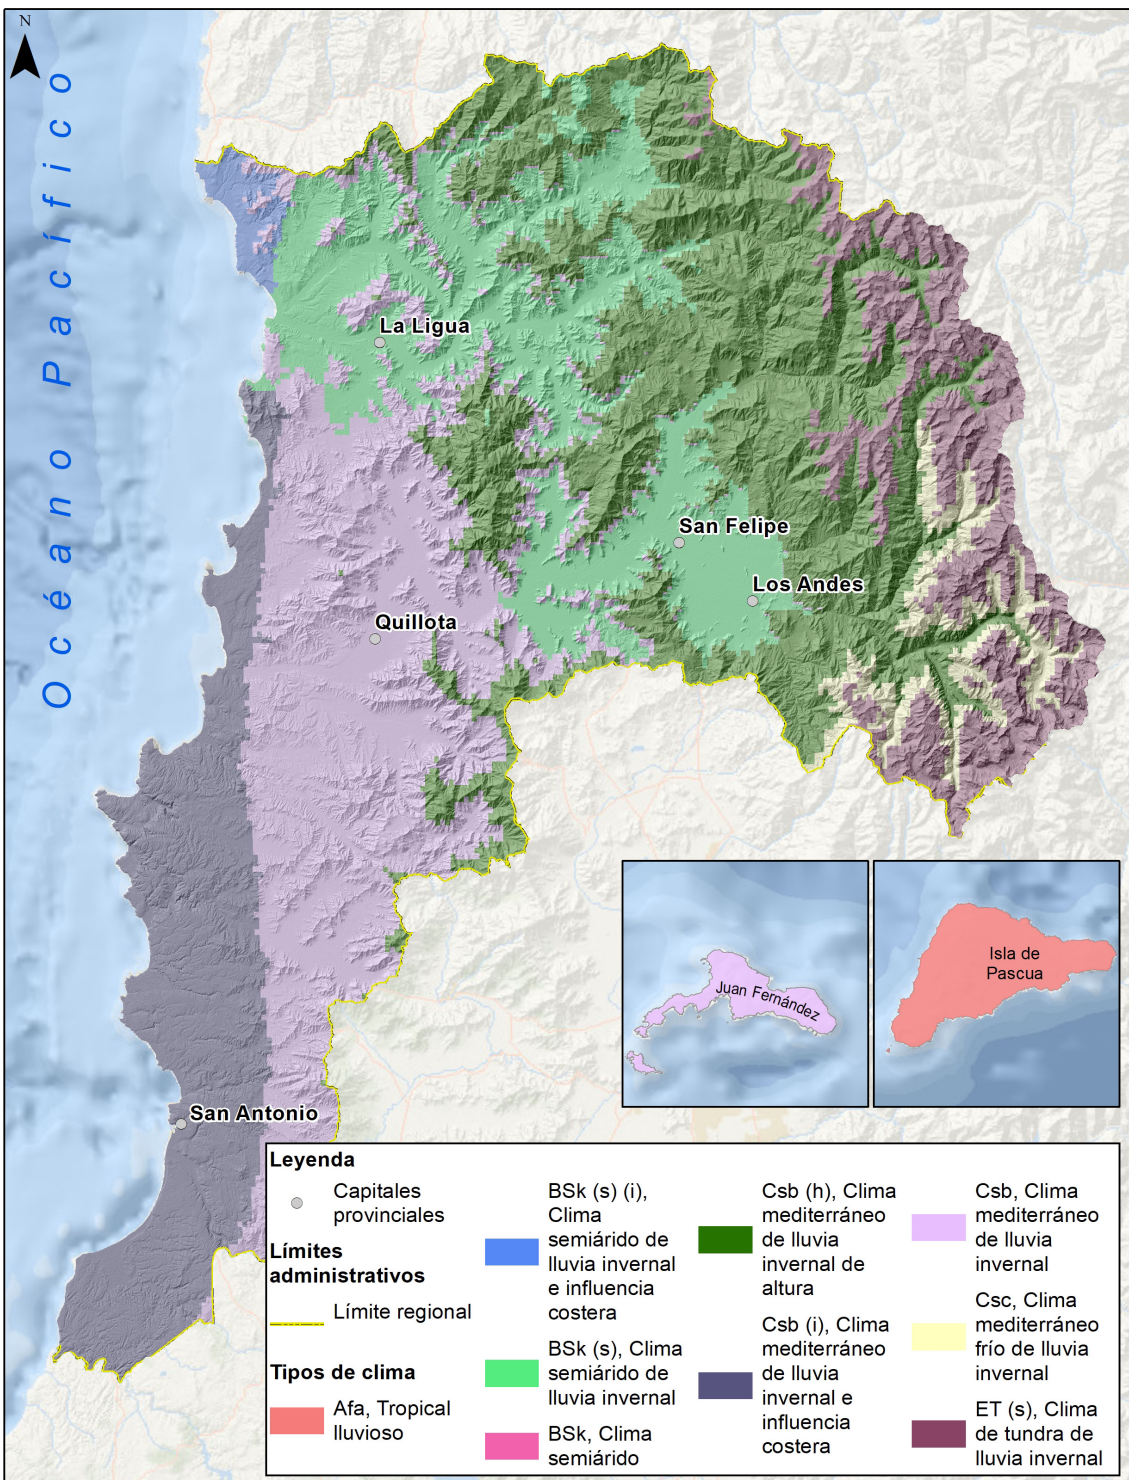 N
Océano Pacífico
La Ligua
San Felipe
Los Andes
Quillota
San Antonio
Juan Fernández
Isla de
Pascua
Leyenda
Capitales
provinciales
Límites
administrativos
Límite regional
Tipos de clima
Afa, Tropical
lluvioso
BSk (s) (i),
Clima
semiárido de
lluvia invernal
e influencia
costera
BSk (s), Clima
semiárido de
lluvia invernal
BSk, Clima
semiárido
Csb (h), Clima
mediterráneo
de lluvia
invernal de
altura
Csb (i), Clima
mediterráneo
de lluvia
invernal e
influencia
costera
Csb, Clima
mediterráneo
de lluvia
invernal
Csc, Clima
mediterráneo
frío de lluvia
invernal
ET (s), Clima
de tundra de
lluvia invernal